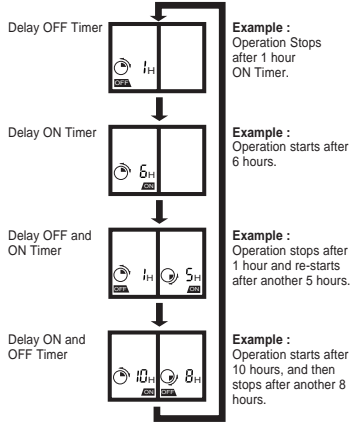 Delay OFF Timer
1H
OFF
Example :
Operation Stops
after 1 hour
ON Timer.
Delay ON Timer
6H
ON
Example :
Operation starts after
6 hours.
Delay OFF and
ON Timer
1H
OFF
5H
ON
Example :
Operation stops after
1 hour and re-starts
after another 5 hours.
Delay ON and
OFF Timer
10H
ON
8H
OFF
Example :
Operation starts after
10 hours, and then
stops after another 8
hours.